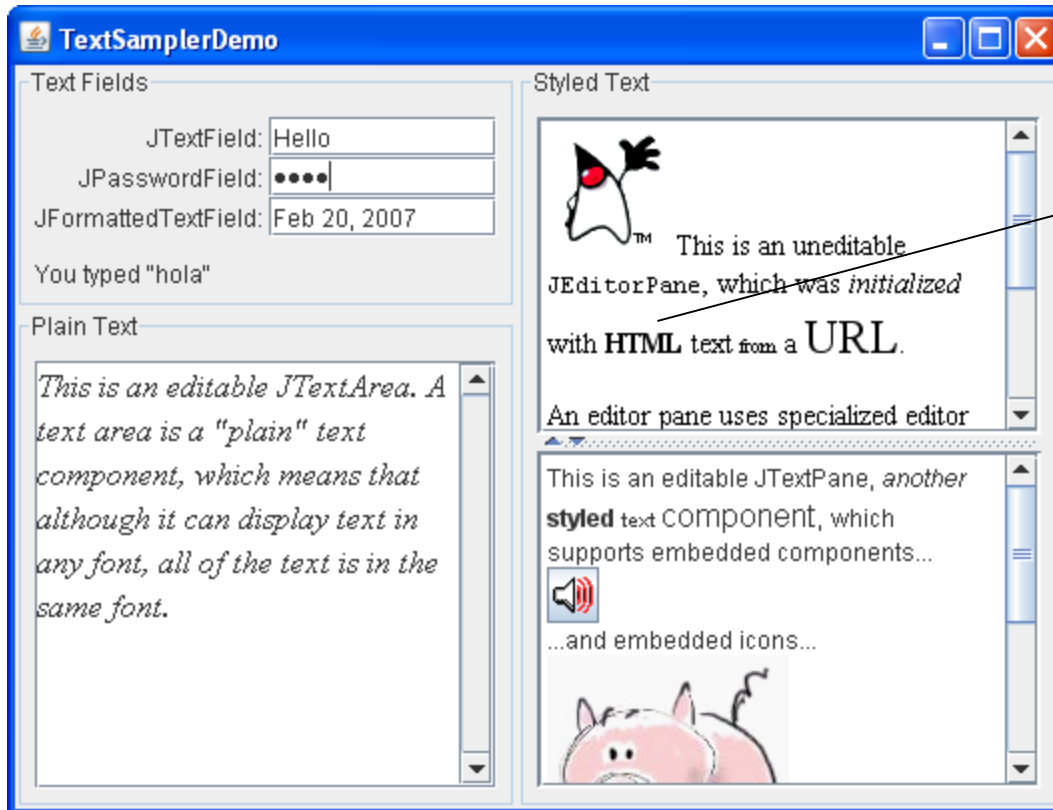 TextSamplerDemo
Text Fields
JTextField: Hello
JPasswordField: ••••
JFormattedTextField: Feb 20, 2007
You typed "hola"
Plain Text
This is an editable JTextArea. A
text area is a "plain" text
component, which means that
although it can display text in
any font, all of the text is in the
same font.
Styled Text
TM This is an uneditable
JEditorPane, which was initialized
with HTML text from a URL.
An editor pane uses specialized editor
This is an editable JTextPane, another
styled text component, which
supports embedded components...
...and embedded icons...